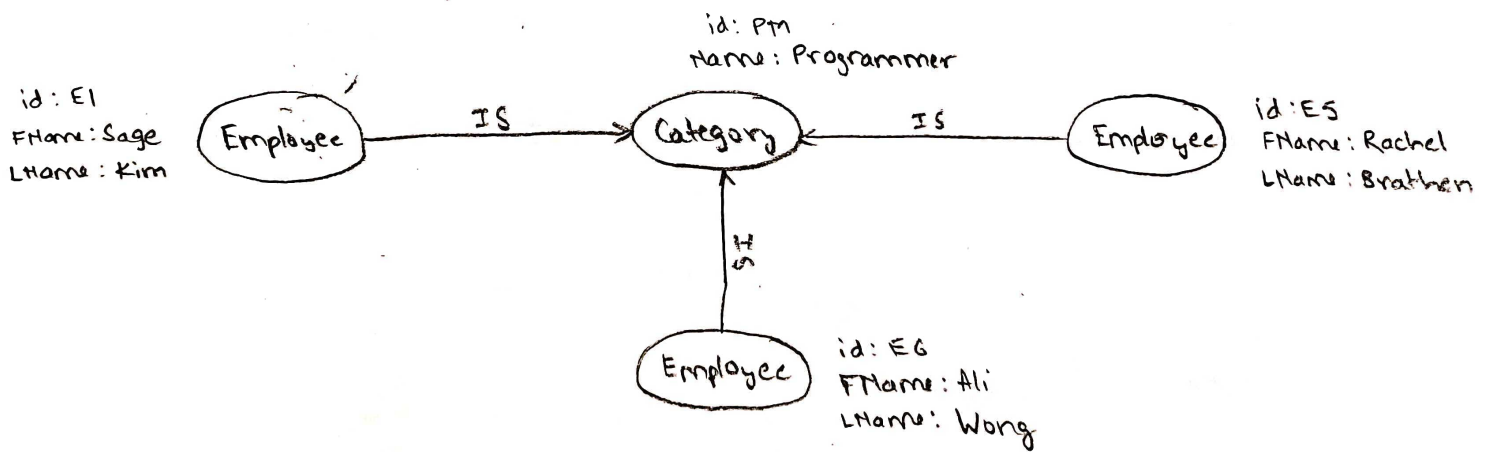 id: PM
Name: Programmer
id: E1
FName: Sage
LName: Kim
Employee
IS
Category
IS
Employee
id: E5
FName: Rachel
LName: Brathen
IS
Employee
id: E6
FName: Ali
LName: Wong